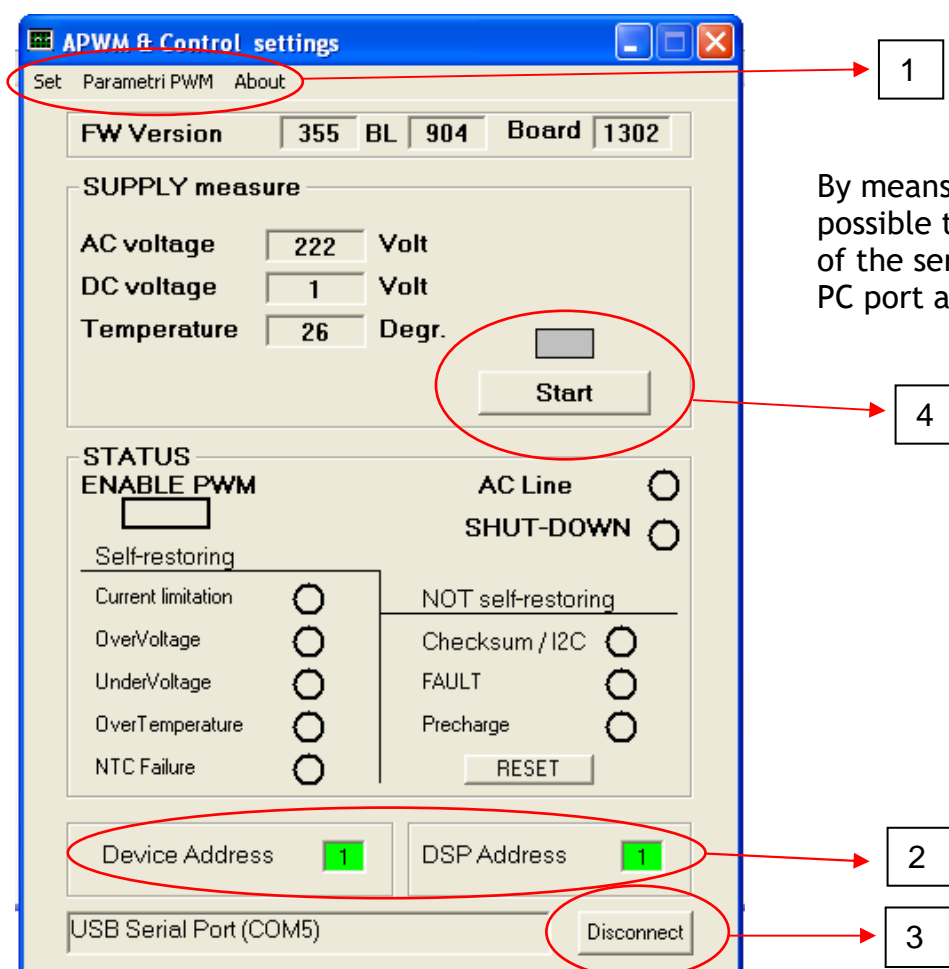 APWM & Control settings
1
Set Parametri PWM About
FW Version 355 BL 904 Board 1302
SUPPLY measure
By means
possible t
of the ser
PC port a
AC voltage 222 Volt
DC voltage 1 Volt
Temperature 26 Degr.
Start
4
STATUS
ENABLE PWM
AC Line
SHUT-DOWN
Self-restoring
Current limitation
OverVoltage
UnderVoltage
OverTemperature
NTC Failure
NOT self-restoring
Checksum / I2C
FAULT
Precharge
RESET
Device Address 1
DSP Address 1
2
USB Serial Port (COM5)
Disconnect
3